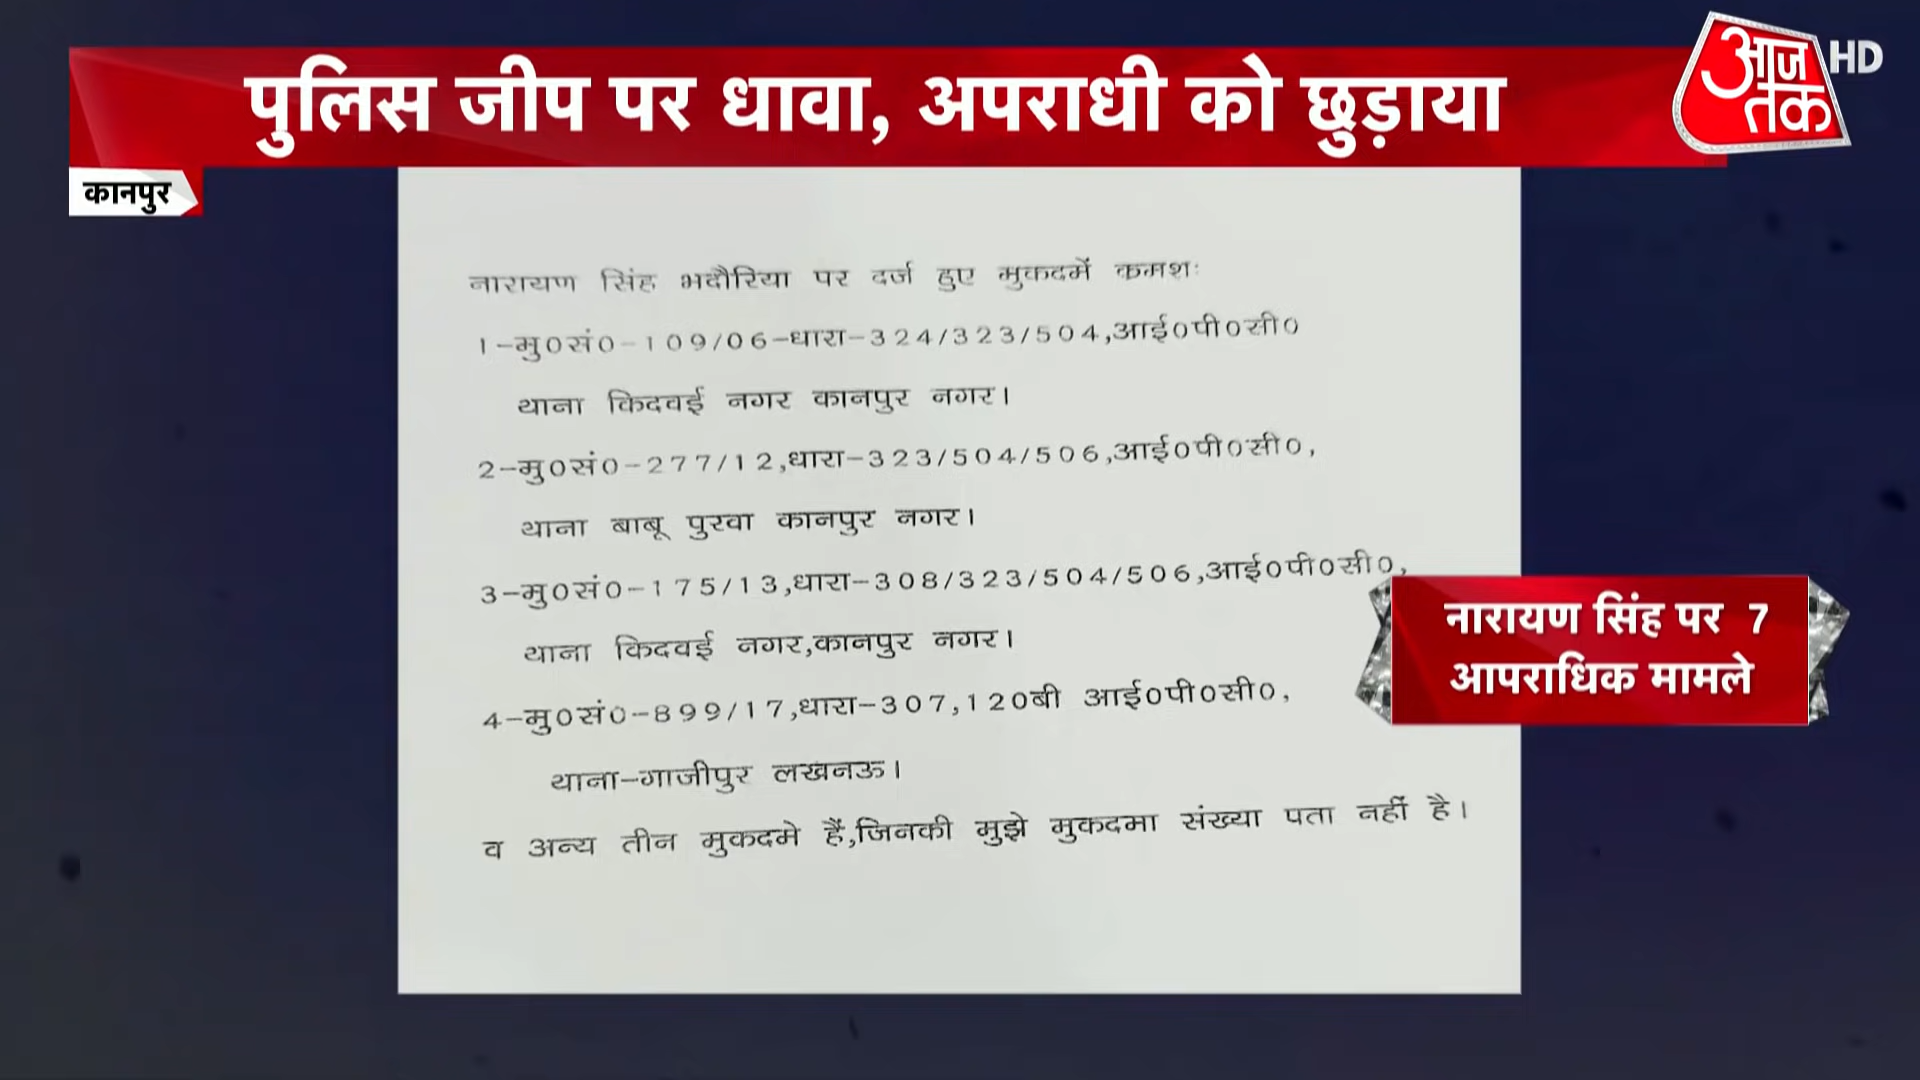 पुलिस जीप पर धावा, अपराधी को छुड़ाया
आज तक HD
कानपुर
नारायण सिंह भदौरिया पर दर्ज हुए मुकदमें कमशः
1-मु0सं0-109/06-धारा-324/323/504,आई0पी0सी0
थाना किदवई नगर कानपुर नगर।
2-मु0सं0-277/12,धारा-323/504/506,आई0पी0सी0,
थाना बाबू पुरवा कानपुर नगर।
3-मु0सं0-175/13,धारा-308/323/504/506,आई0पी0सी0,
थाना किदवई नगर,कानपुर नगर।
4-मु0सं0-899/17,धारा-307,120बी आई0पी0सी0,
थाना-गाजीपुर लखनऊ।
व अन्य तीन मुकदमे हैं,जिनकी मुझे मुकदमा संख्या पता नहीं है।
नारायण सिंह पर 7
आपराधिक मामले